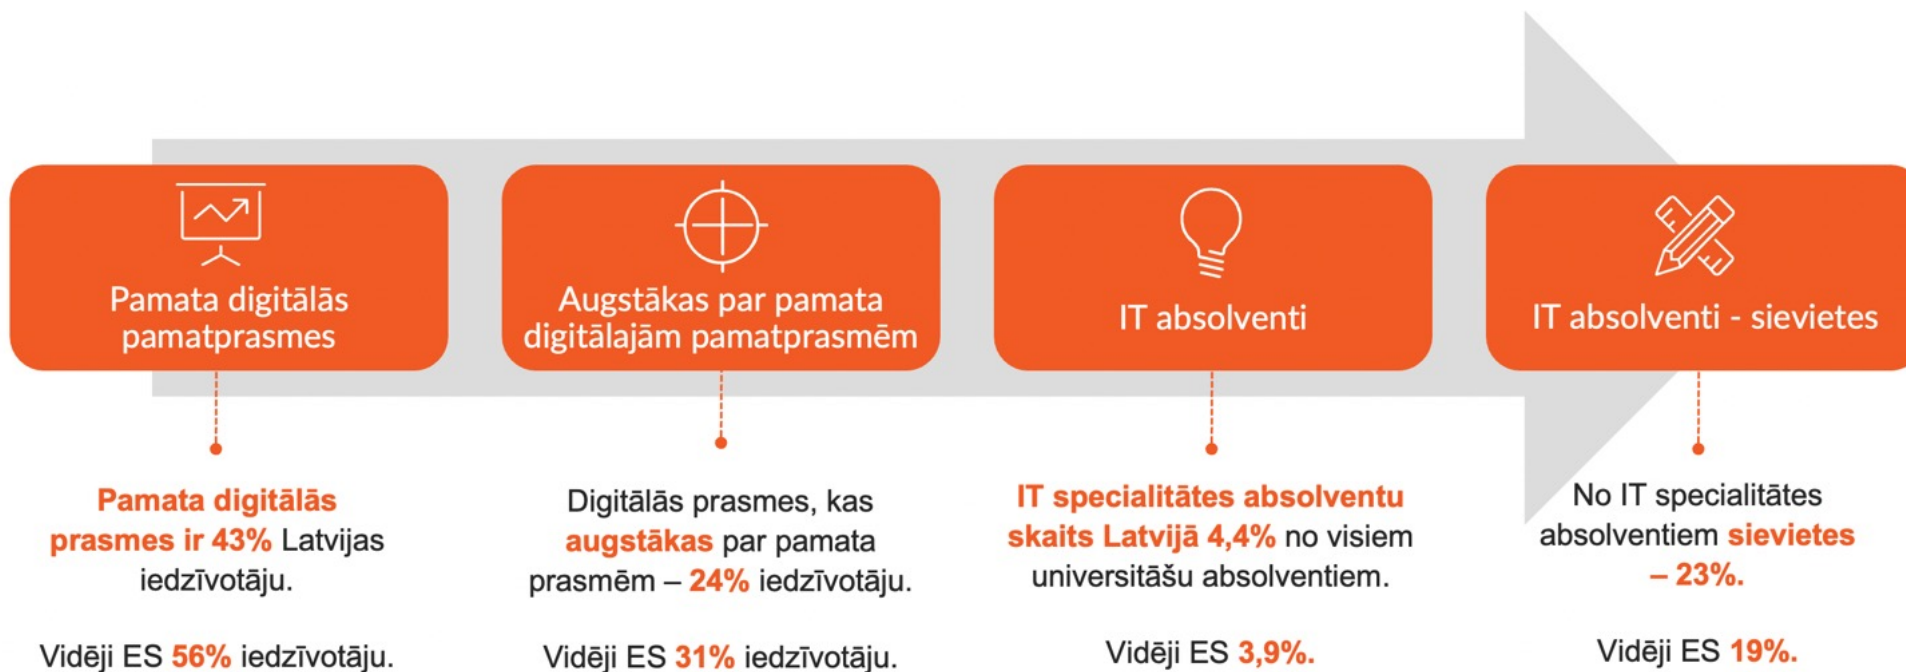 Pamata digitālās
pamatprasmes
Augstākas par pamata
digitālajām pamatprasmēm
IT absolventi
IT absolventi - sievietes
Pamata digitālās
prasmes ir 43% Latvijas
iedzīvotāju.
Vidēji ES 56% iedzīvotāju.
Digitālās prasmes, kas
augstākas par pamata
prasmēm – 24% iedzīvotāju.
Vidēji ES 31% iedzīvotāju.
IT specialitātes absolventu
skaits Latvijā 4,4% no visiem
universitāšu absolventiem.
Vidēji ES 3,9%.
No IT specialitātes
absolventiem sievietes
– 23%.
Vidēji ES 19%.